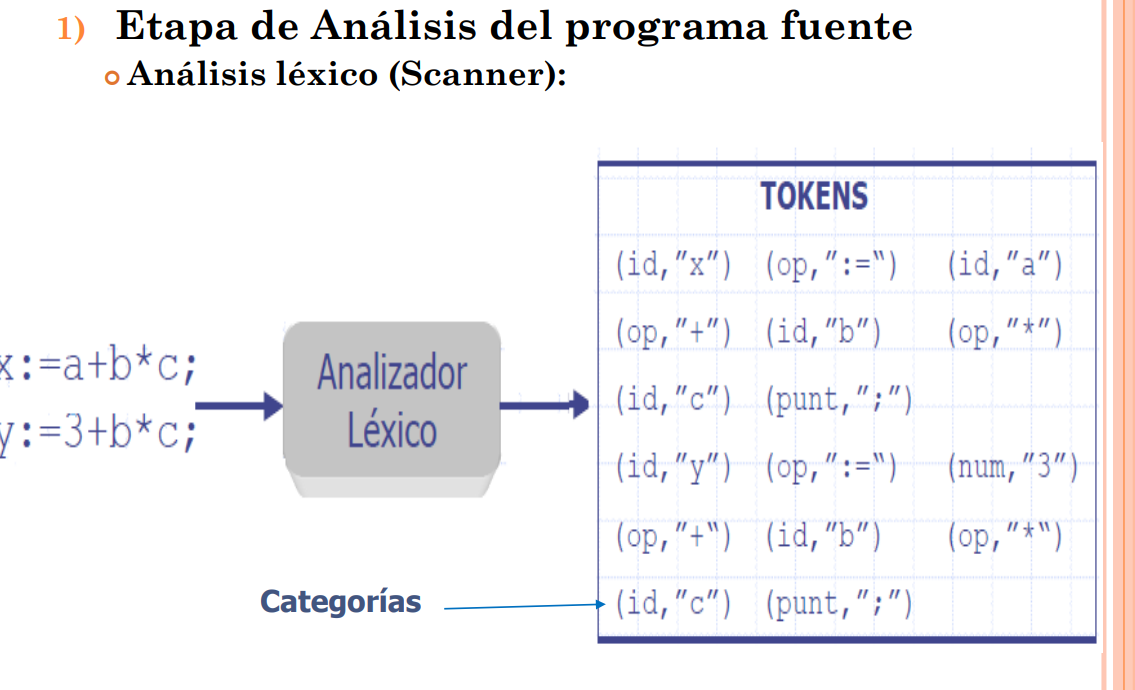 1) Etapa de Análisis del programa fuente
Análisis léxico (Scanner):
x:=a+b*c;
y:=3+b*c;
Analizador
Léxico
TOKENS
(id,"x") (op,":=") (id,"a")
(op,"+") (id,"b") (op,"*")
(id,"c") (punt,";")
(id,"y") (op,":=") (num,"3")
(op,"+") (id,"b") (op,"*")
(id,"c") (punt,";")
Categorías